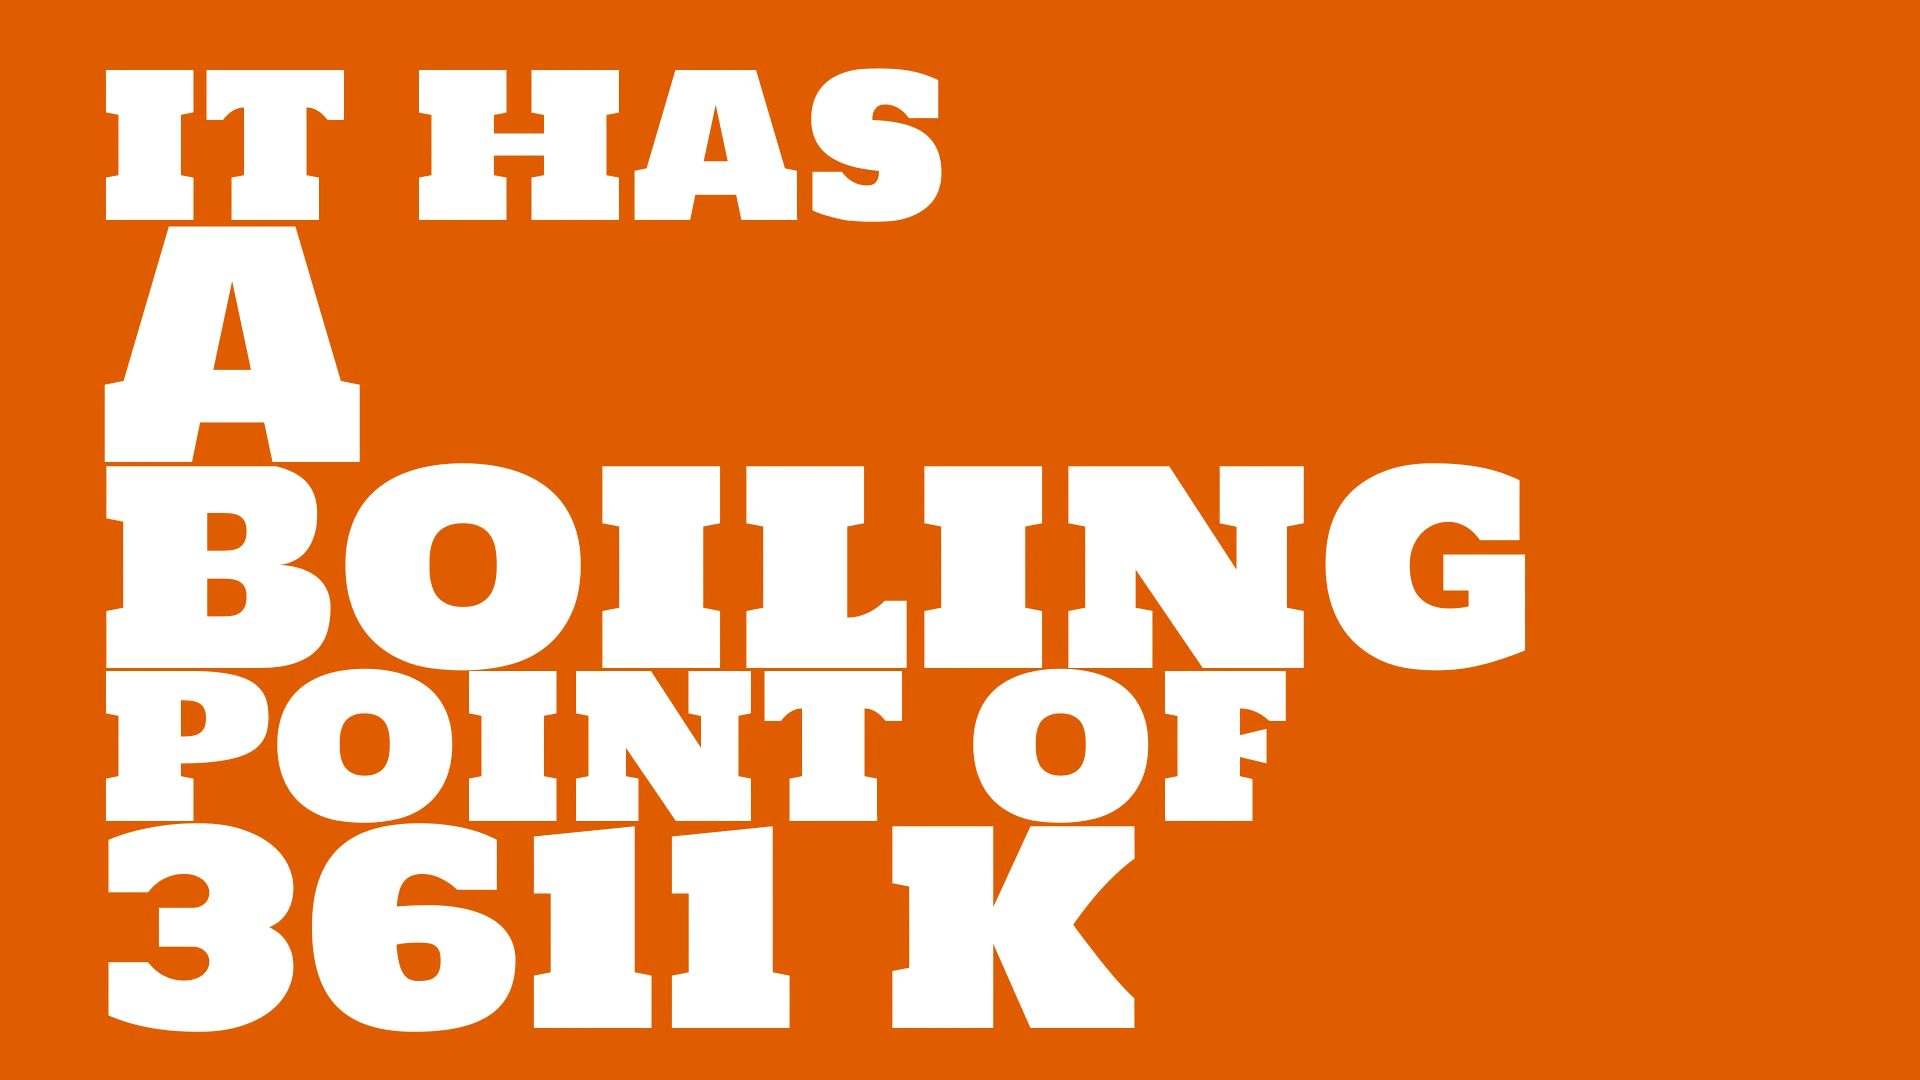 IT HAS
A
BOILING
POINT OF
3611 K